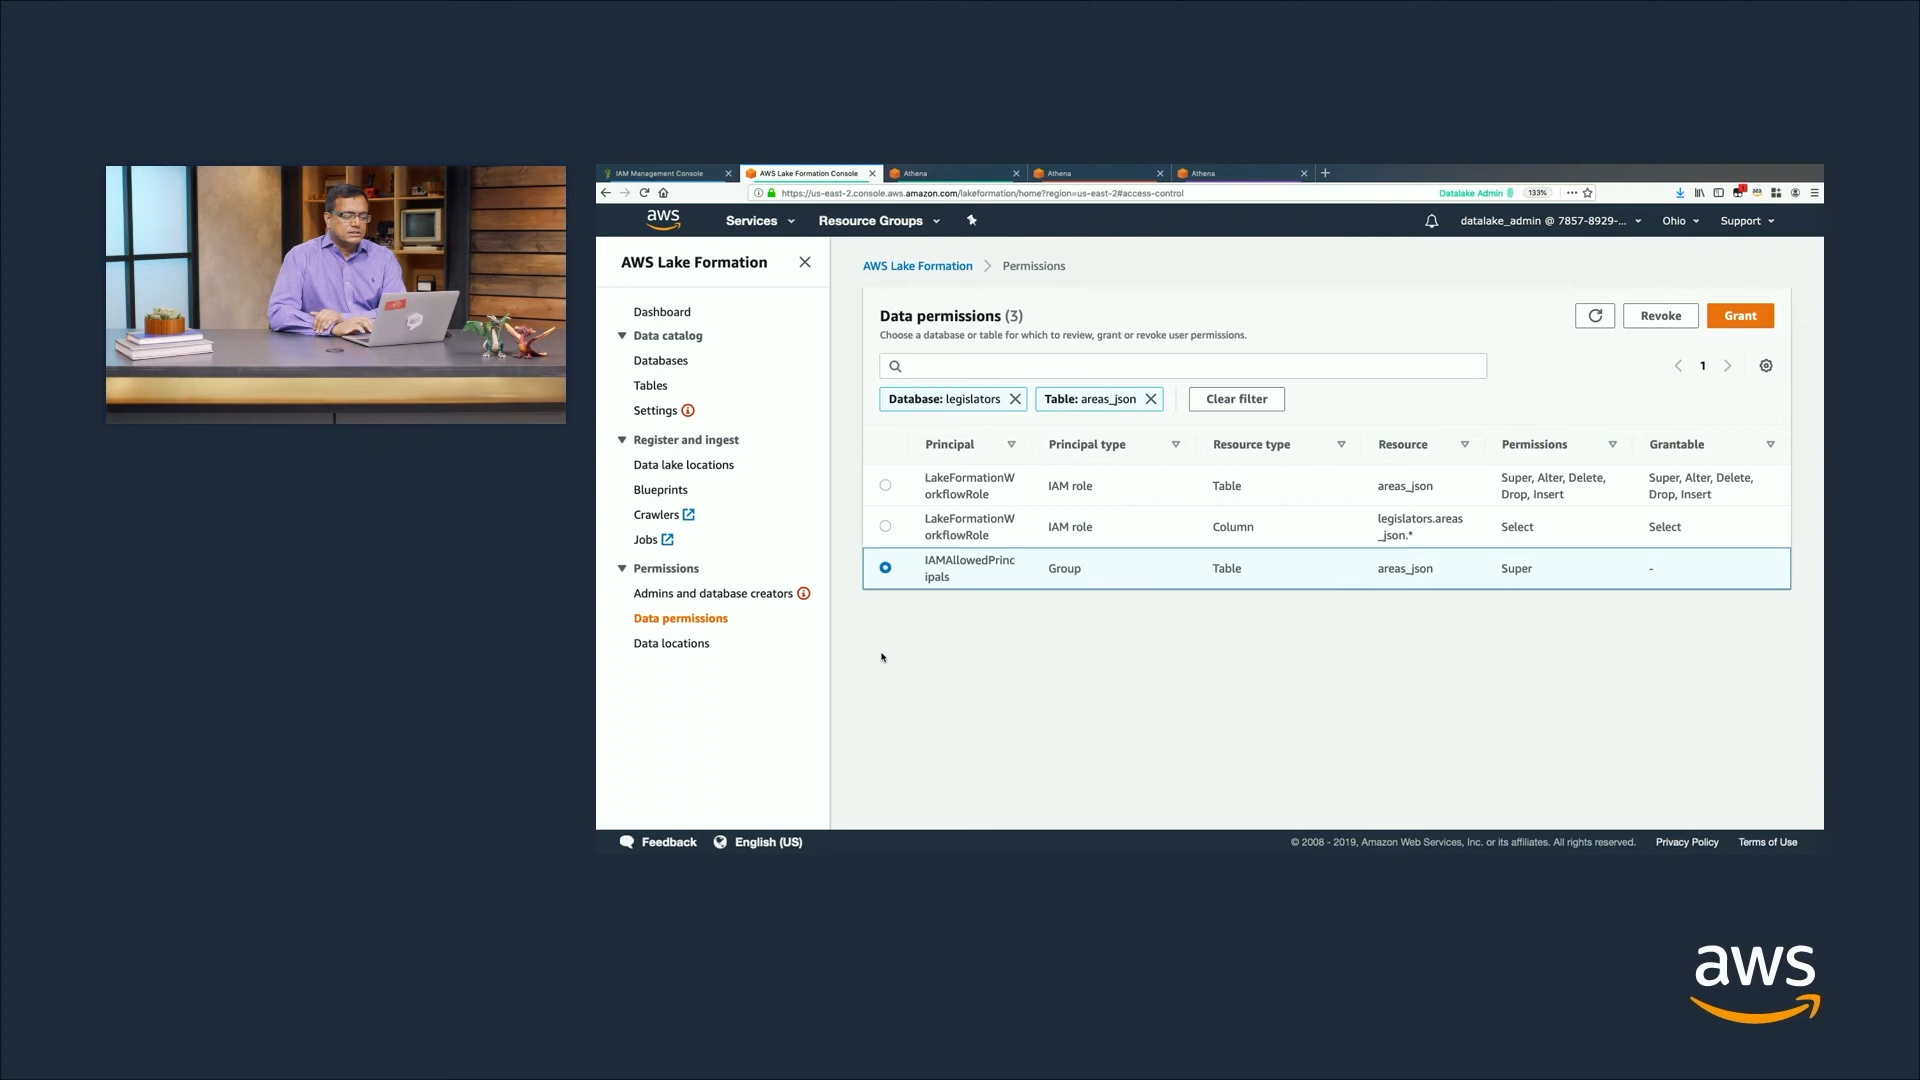 IAM Management Console
AWS Lake Formation Console
Athena
Athena
Athena
https://us-east-2.console.aws.amazon.com/lakeformation/home?region=us-east-2#access-control
Datalake Admin
133%
aws
Services
Resource Groups
datalake_admin @ 7857-8929-...
Ohio
Support
AWS Lake Formation
Dashboard
Data catalog
Databases
Tables
Settings
Register and ingest
Data lake locations
Blueprints
Crawlers
Jobs
Permissions
Admins and database creators
Data permissions
Data locations
AWS Lake Formation
Permissions
Data permissions (3)
Choose a database or table for which to review, grant or revoke user permissions.
Revoke
Grant
1
Database: legislators
Table: areas_json
Clear filter
Principal
Principal type
Resource type
Resource
Permissions
Grantable
LakeFormationW
orkflowRole
IAM role
Table
areas_json
Super, Alter, Delete,
Drop, Insert
Super, Alter, Delete,
Drop, Insert
LakeFormationW
orkflowRole
IAM role
Column
legislators.areas
_json.*
Select
Select
IAMAllowedPrinc
ipals
Group
Table
areas_json
Super
-
Feedback
English (US)
© 2008 - 2019, Amazon Web Services, Inc. or its affiliates. All rights reserved.
Privacy Policy
Terms of Use
aws